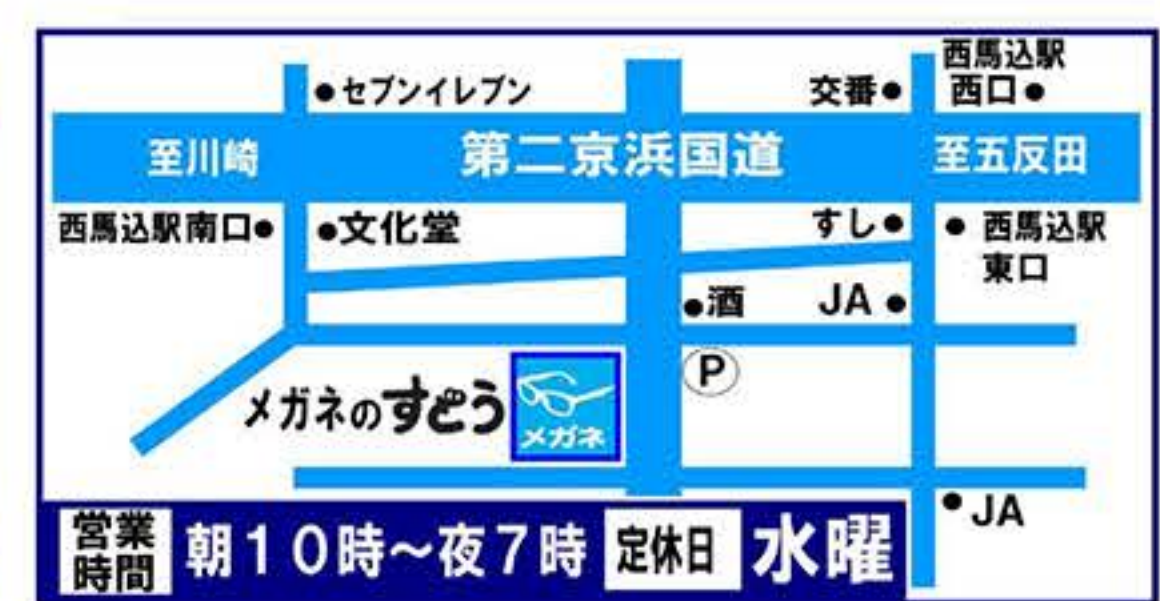 西馬込駅
●セブンイレブン 交番● 西口●
至川崎 第二京浜国道 至五反田
西馬込駅南口● ●文化堂 すし● ● 西馬込駅
東口
●酒 JA●
P
メガネのすどう メガネ
●JA
営業時間 朝10時～夜7時 定休日 水曜